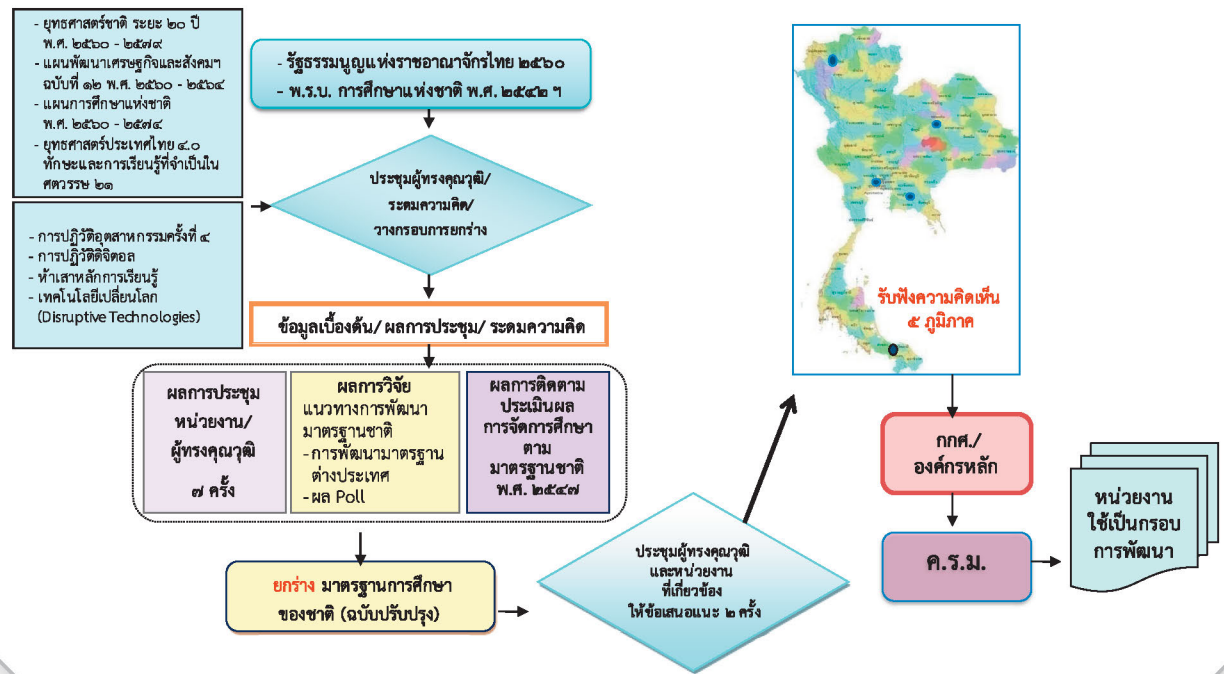 - ยุทธศาสตร์ชาติ ระยะ ๒๐ ปี
พ.ศ. ๒๕๖๐ - ๒๕๗๙
- แผนพัฒนาเศรษฐกิจและสังคมฯ
ฉบับที่ ๑๒ พ.ศ. ๒๕๖๐ - ๒๕๖๔
- แผนการศึกษาแห่งชาติ
พ.ศ. ๒๕๖๐ - ๒๕๗๔
- ยุทธศาสตร์ประเทศไทย ๔.๐
ทักษะและการเรียนรู้ที่จำเป็นใน
ศตวรรษ ๒๑
- การปฏิวัติอุตสาหกรรมครั้งที่ ๔
- การปฏิวัติดิจิตอล
- ห้าเสาหลักการเรียนรู้
- เทคโนโลยีเปลี่ยนโลก
(Disruptive Technologies)
- รัฐธรรมนูญแห่งราชอาณาจักรไทย ๒๕๖๐
- พ.ร.บ. การศึกษาแห่งชาติ พ.ศ. ๒๕๔๒ ฯ
ประชุมผู้ทรงคุณวุฒิ/
ระดมความคิด/
วางกรอบการยกร่าง
ข้อมูลเบื้องต้น/ ผลการประชุม/ ระดมความคิด
ผลการประชุม
หน่วยงาน/
ผู้ทรงคุณวุฒิ
๗ ครั้ง
ผลการวิจัย
แนวทางการพัฒนา
มาตรฐานชาติ
-การพัฒนามาตรฐาน
ต่างประเทศ
-ผล Poll
ผลการติดตาม
ประเมินผล
การจัดการศึกษา
ตาม
มาตรฐานชาติ
พ.ศ. ๒๕๔๗
ยกร่าง มาตรฐานการศึกษา
ของชาติ (ฉบับปรับปรุง)
ประชุมผู้ทรงคุณวุฒิ
และหน่วยงาน
ที่เกี่ยวข้อง
ให้ข้อเสนอแนะ ๒ ครั้ง
รับฟังความคิดเห็น
๕ ภูมิภาค
กกศ./
องค์กรหลัก
ค.ร.ม.
หน่วยงาน
ใช้เป็นกรอบ
การพัฒนา